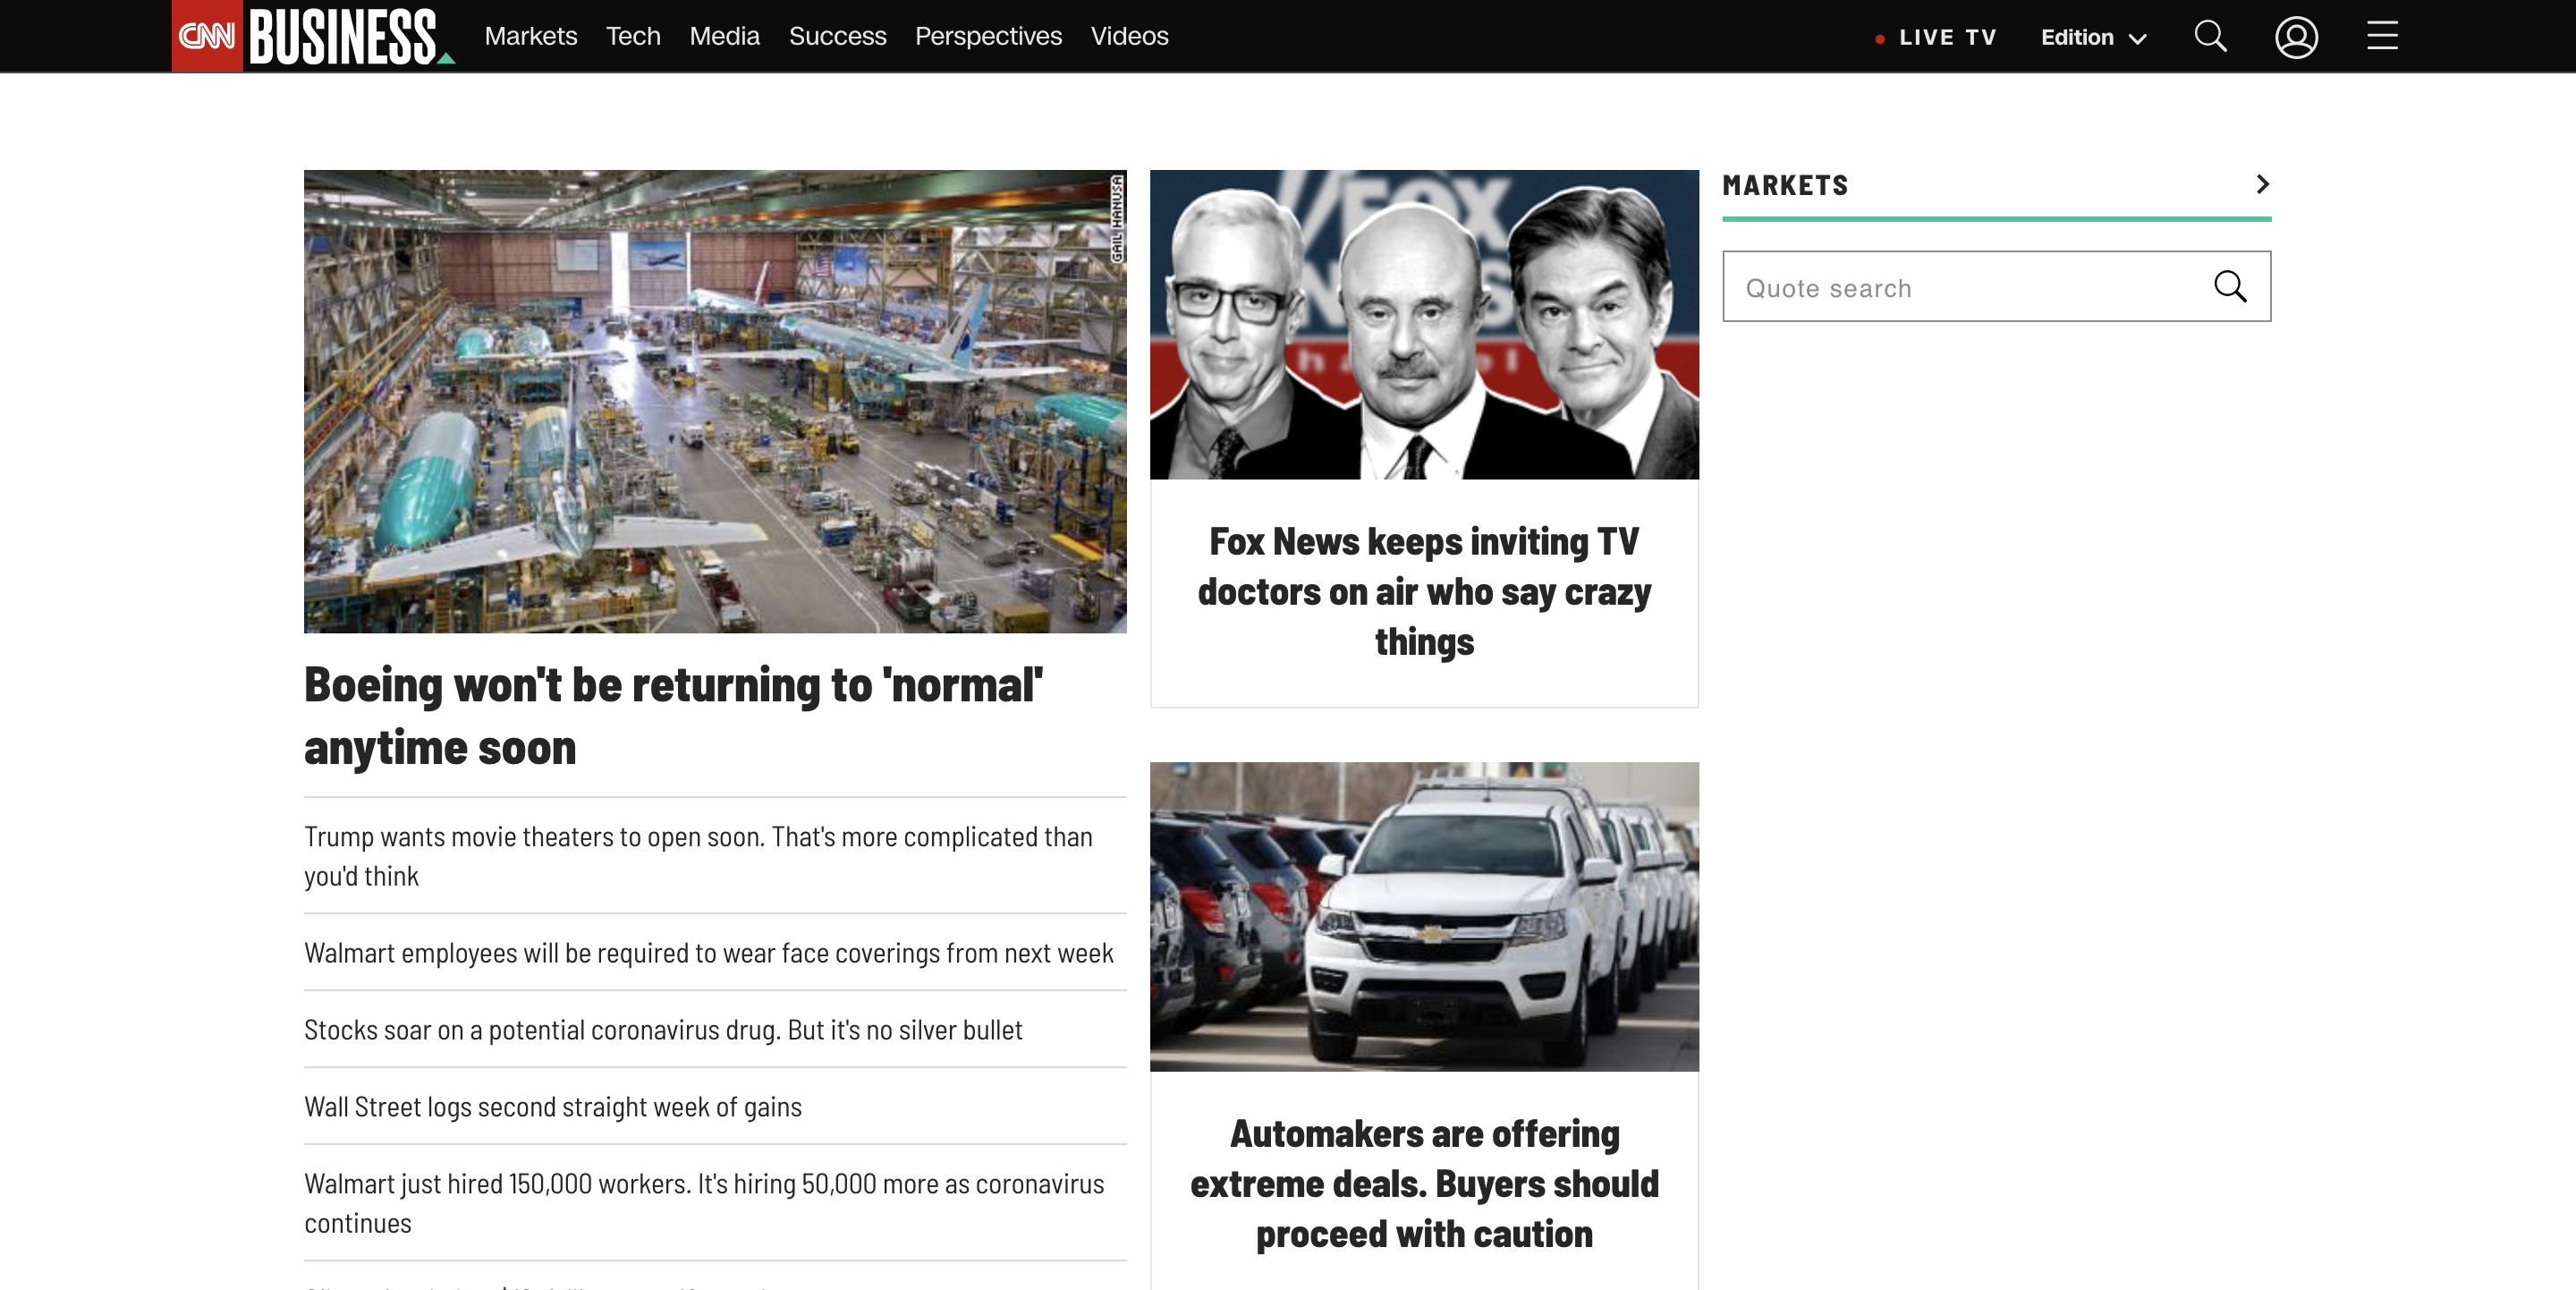 CNN BUSINESS
Markets Tech Media Success Perspectives Videos
LIVE TV Edition
GAIL HANUSA
Boeing won't be returning to 'normal'
anytime soon
Trump wants movie theaters to open soon. That's more complicated than
you'd think
Walmart employees will be required to wear face coverings from next week
Stocks soar on a potential coronavirus drug. But it's no silver bullet
Wall Street logs second straight week of gains
Walmart just hired 150,000 workers. It's hiring 50,000 more as coronavirus
continues
FOX
NEWS
Fox News keeps inviting TV
doctors on air who say crazy
things
Automakers are offering
extreme deals. Buyers should
proceed with caution
MARKETS
Quote search